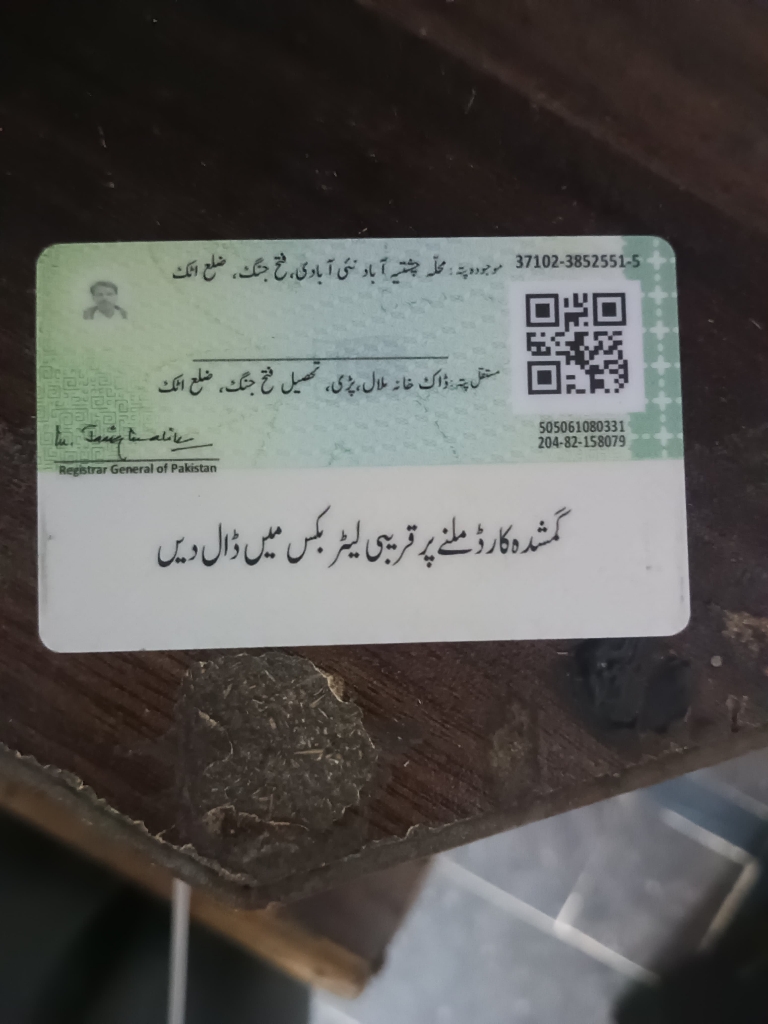 موجودہ پتہ: محلّہ چشتیہ آباد نئی آبادی، فتح جنگ، ضلع اٹک
37102-3852551-5
مستقل پتہ: ڈاک خانہ ملال، پڑی، تحصیل فتح جنگ، ضلع اٹک
505061080331
204-82-158079
Registrar General of Pakistan
گمشدہ کارڈ ملنے پر قریبی لیٹر بکس میں ڈال دیں